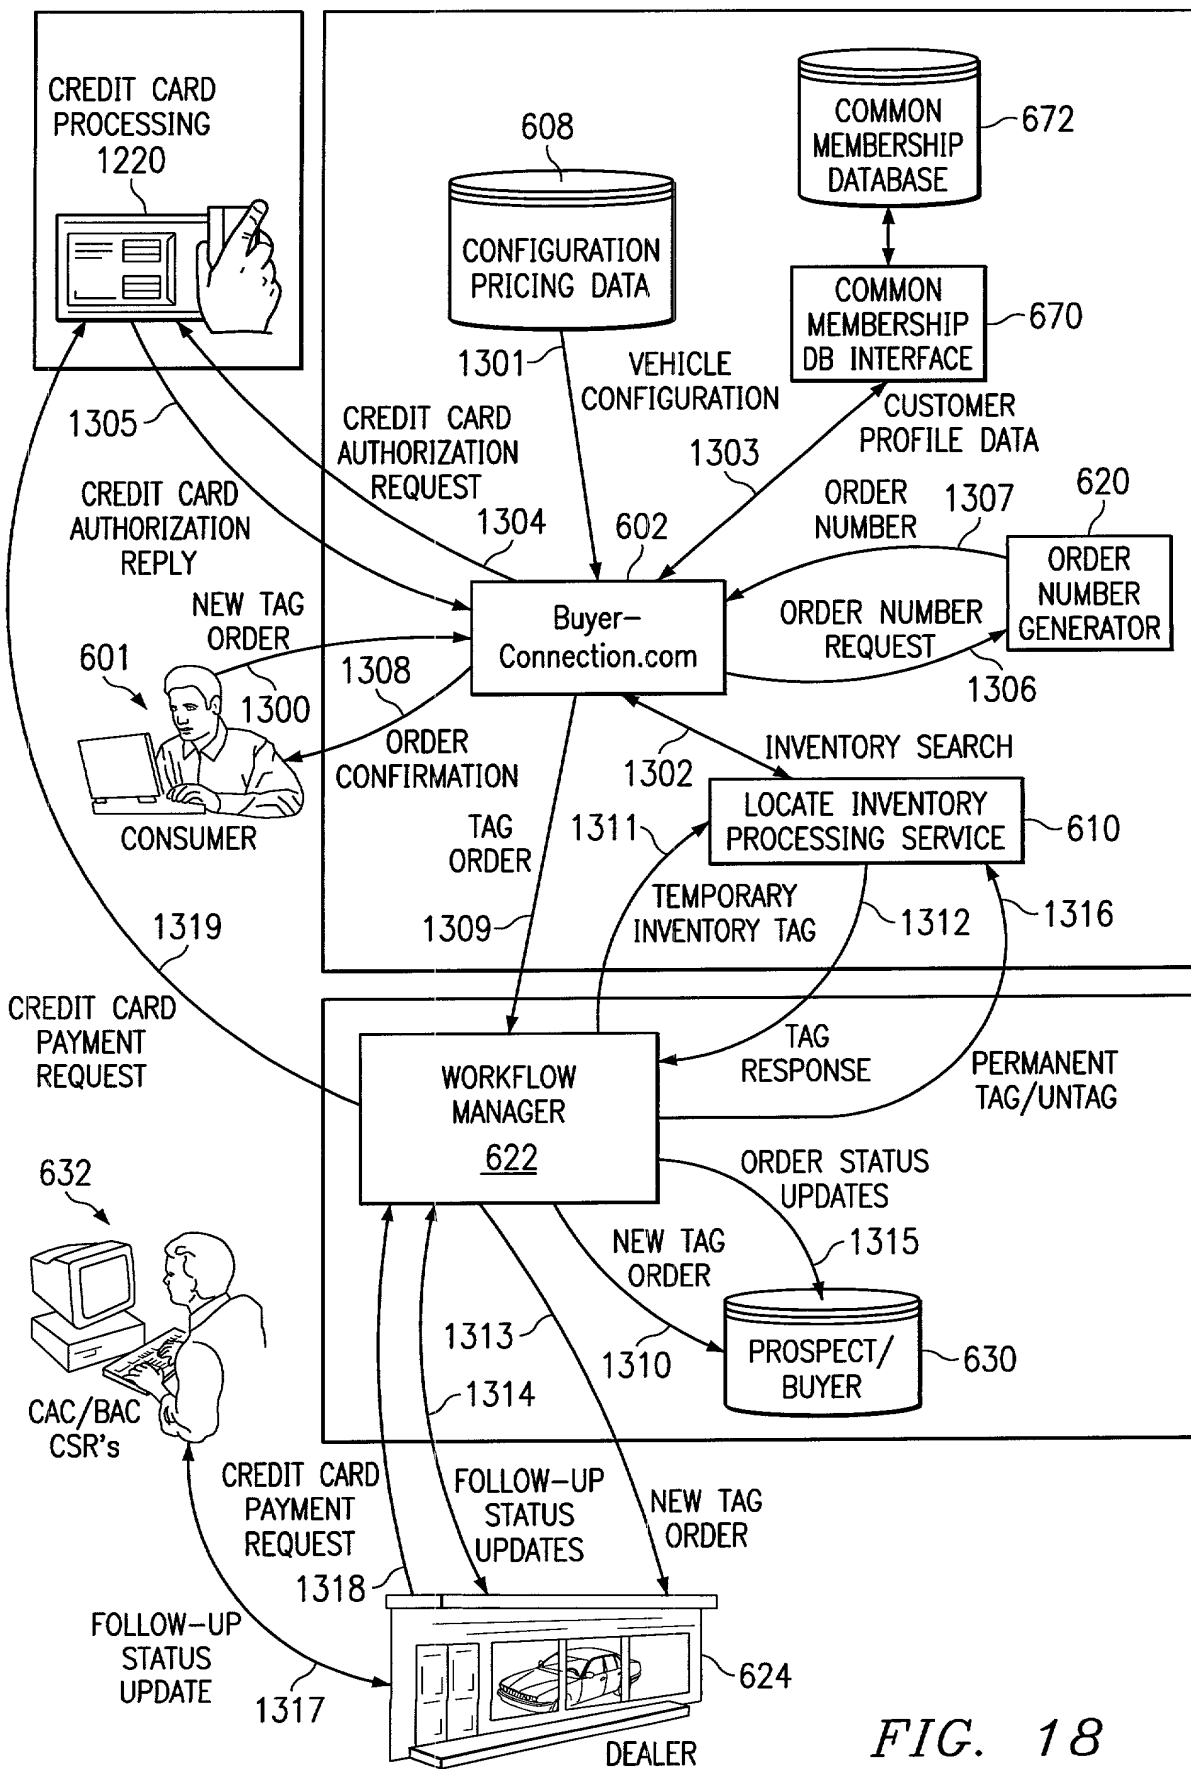 CREDIT CARD
PROCESSING
1220
608
CONFIGURATION
PRICING DATA
COMMON
MEMBERSHIP
DATABASE
672
COMMON
MEMBERSHIP
DB INTERFACE
670
1301
VEHICLE
CONFIGURATION
CUSTOMER
PROFILE DATA
1303
1305
CREDIT CARD
AUTHORIZATION
REQUEST
1304
CREDIT CARD
AUTHORIZATION
REPLY
602
ORDER
NUMBER
1307
620
ORDER
NUMBER
GENERATOR
Buyer-
Connection.com
ORDER NUMBER
REQUEST
1306
NEW TAG
ORDER
601
1300
1308
ORDER
CONFIRMATION
CONSUMER
1302
INVENTORY SEARCH
LOCATE INVENTORY
PROCESSING SERVICE
610
TAG
ORDER
1309
1311
TEMPORARY
INVENTORY TAG
1312
1316
1319
CREDIT CARD
PAYMENT
REQUEST
WORKFLOW
MANAGER
622
TAG
RESPONSE
PERMANENT
TAG/UNTAG
632
CAC/BAC
CSR's
ORDER STATUS
UPDATES
1315
NEW TAG
ORDER
1310
PROSPECT/
BUYER
630
1313
1314
CREDIT CARD
PAYMENT
REQUEST
1318
FOLLOW-UP
STATUS
UPDATES
NEW TAG
ORDER
FOLLOW-UP
STATUS
UPDATE
1317
624
DEALER
FIG. 18